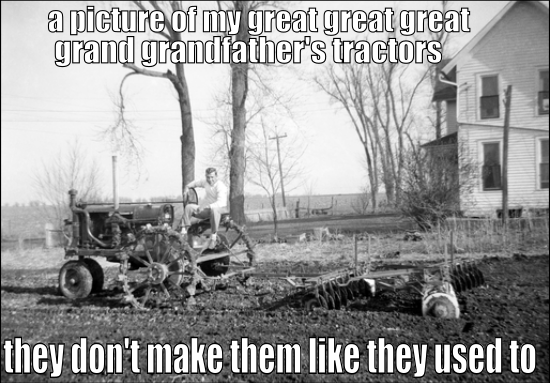 a picture of my great great great
grand grandfather's tractors
they don't make them like they used to